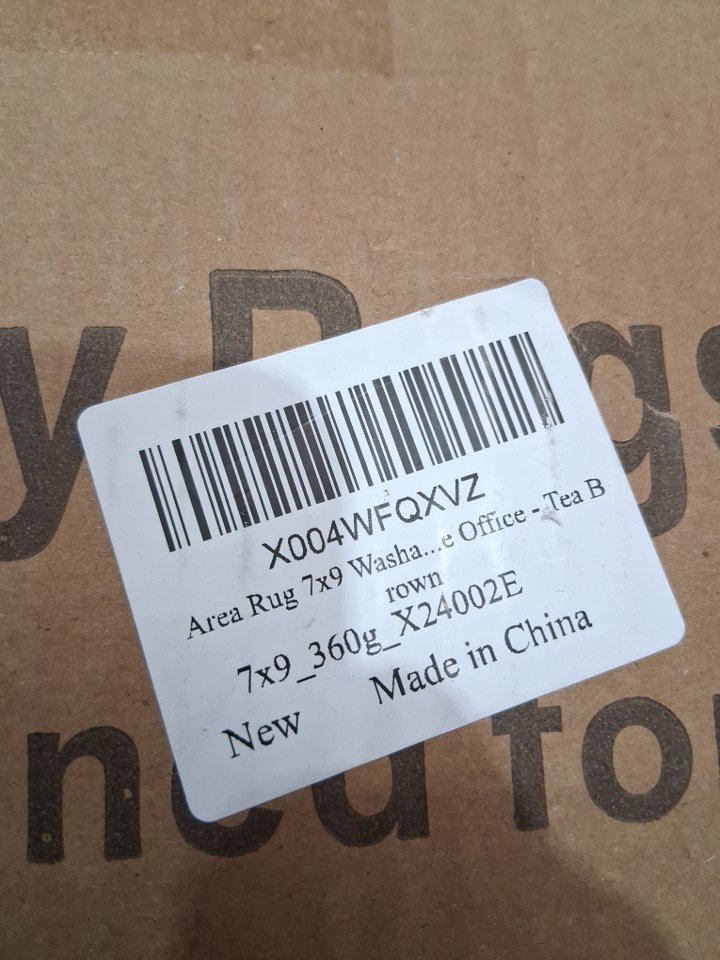 X004WFQXVZ
Area Rug 7x9 Washa...e Office - Tea B
rown
7x9_360g_X24002E
New Made in China